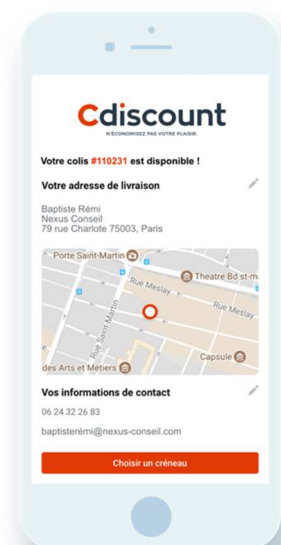 Cdiscount
N'ÉCONOMISEZ PAS VOTRE PLAISIR.
Votre colis #110231 est disponible !
Votre adresse de livraison
Baptiste Rémi
Nexus Conseil
79 rue Charlote 75003, Paris
Porte Saint-Martin
Theatre Bd st-m
Rue Meslay
Rue Meslay
Rue Saint-Martin
Capsule
des Arts et Métiers
Vos informations de contact
06 24 32 26 83
baptisterémi@nexus-conseil.com
Choisir un créneau